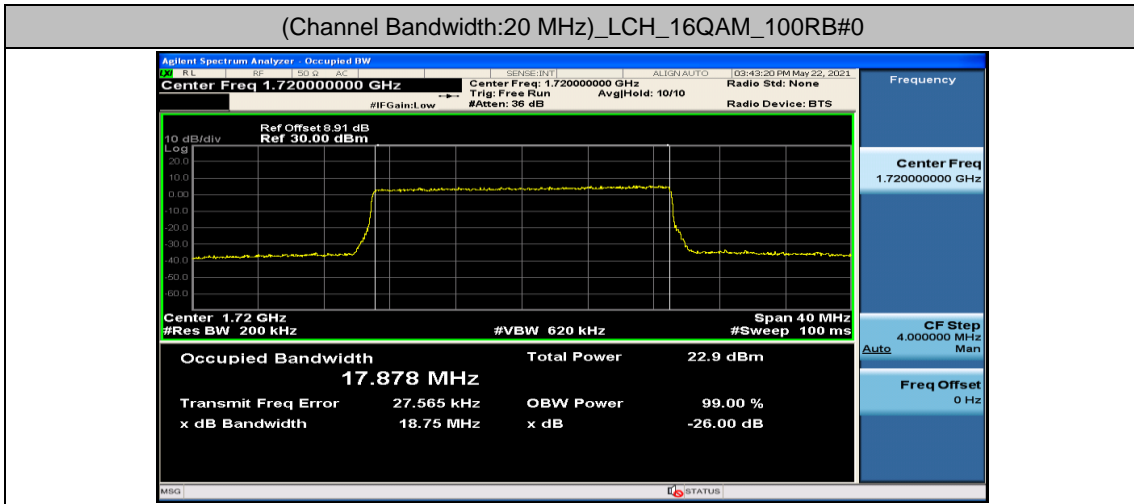 (Channel Bandwidth:20 MHz)_LCH_16QAM_100RB#0
Agilent Spectrum Analyzer - Occupied BW
LXI RL RF 50 Ω AC SENSE:INT ALIGN AUTO 03:43:20 PM May 22, 2021
Center Freq 1.720000000 GHz
Center Freq: 1.720000000 GHz
Radio Std: None
Trig: Free Run Avg|Hold: 10/10
#IFGain:Low
#Atten: 36 dB
Radio Device: BTS
Frequency
Ref Offset 8.91 dB
10 dB/div Ref 30.00 dBm
Log
20.0
10.0
0.00
-10.0
-20.0
-30.0
-40.0
-50.0
-60.0
Center Freq
1.720000000 GHz
Center 1.72 GHz Span 40 MHz
#Res BW 200 kHz #VBW 620 kHz #Sweep 100 ms
CF Step
4.000000 MHz
Auto Man
Occupied Bandwidth Total Power 22.9 dBm
17.878 MHz
Transmit Freq Error 27.565 kHz OBW Power 99.00 %
x dB Bandwidth 18.75 MHz x dB -26.00 dB
Freq Offset
0 Hz
MSG STATUS